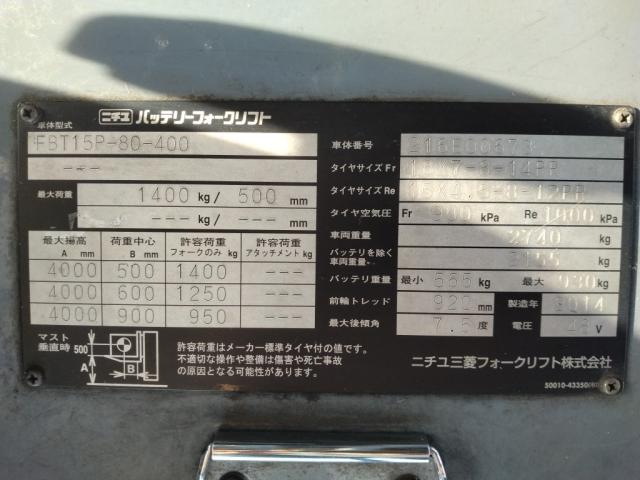 ニチユ バッテリーフォークリフト
車体型式
FBT15P-80-400
---
最大荷重 1400 kg/ 500 mm
--- kg/ --- mm
最大揚高 A mm 荷重中心 B mm 許容荷重 フォークのみ kg 許容荷重 アタッチメント kg
4000 500 1400 ---
4000 600 1250 ---
4000 900 950 ---
マスト
垂直時 500
A B
許容荷重はメーカー標準タイヤ付の値です。
不適切な操作や整備は傷害や死亡事故
の原因となる可能性があります。
車体番号 216E00673
タイヤサイズ Fr 18X7-8-14PR
タイヤサイズ Re
タイヤ空気圧 Fr 900 kPa Re kPa
車両重量 2740 kg
バッテリを除く
車両重量 kg
バッテリ重量 最小 kg 最大 930 kg
前輪トレッド 920 mm 製造年 2014
最大後傾角 7.5 度 電圧 48 V
ニチユ三菱フォークリフト株式会社
50010-43350